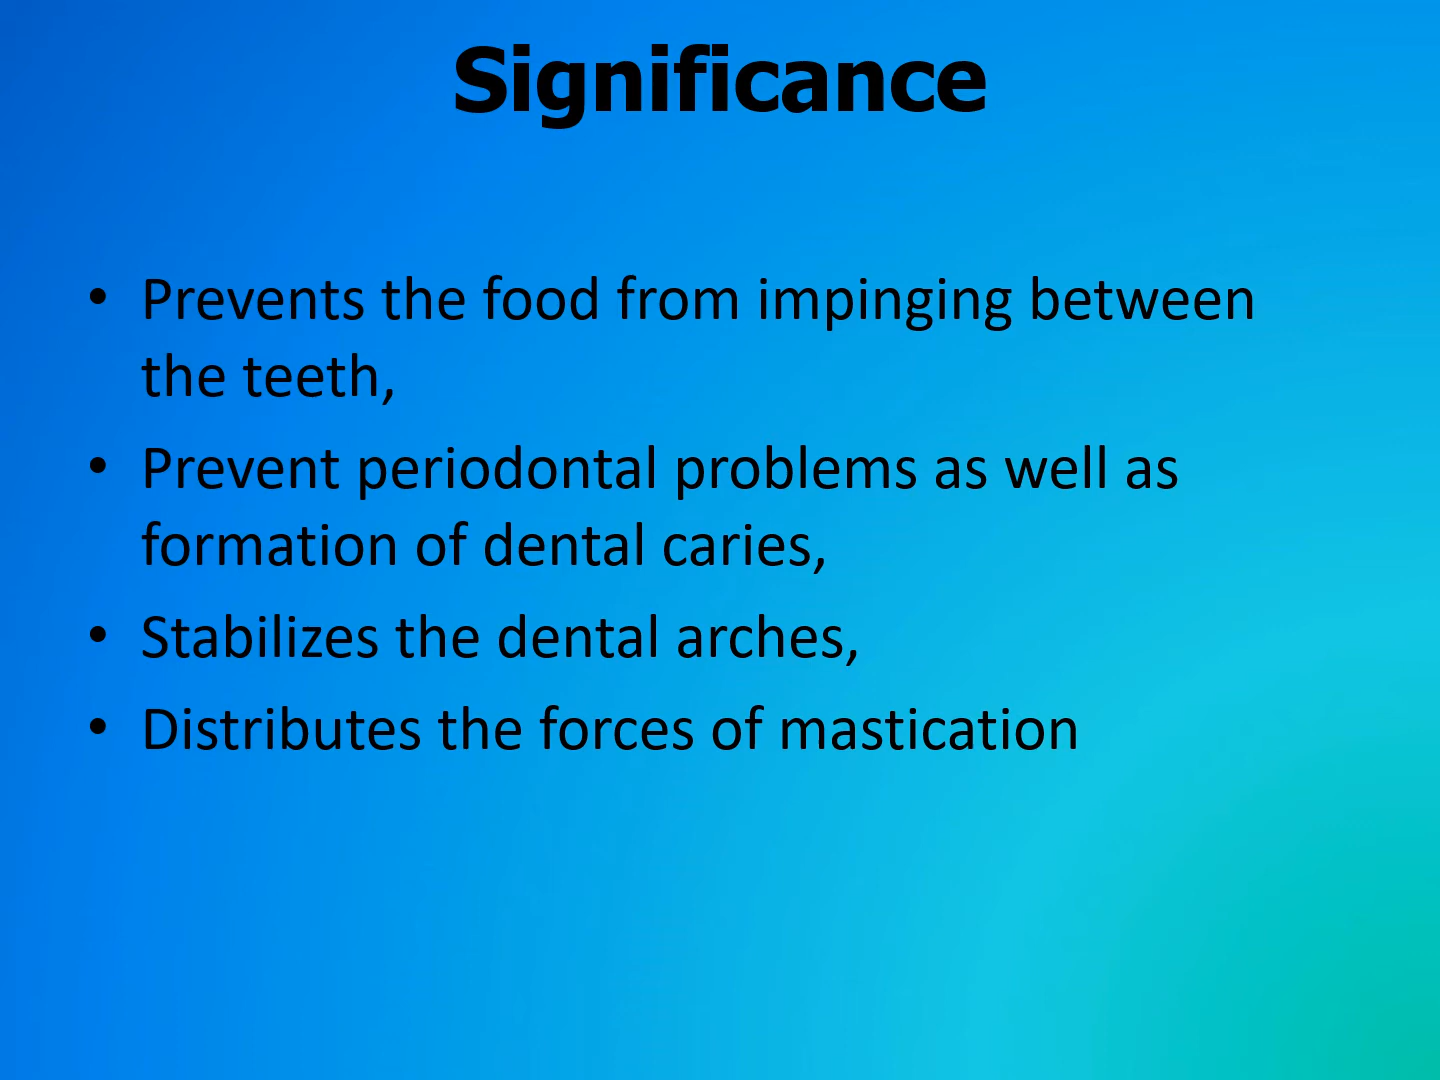 Significance
• Prevents the food from impinging between
the teeth,
• Prevent periodontal problems as well as
formation of dental caries,
• Stabilizes the dental arches,
• Distributes the forces of mastication